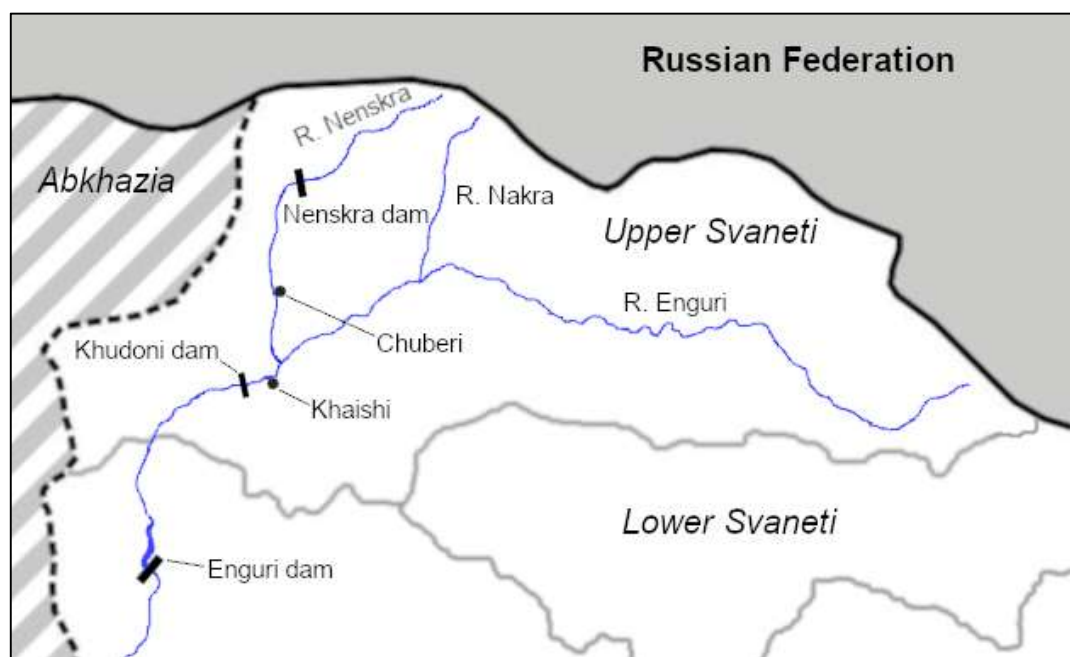 Russian Federation
R. Nenskra
Abkhazia
Nenskra dam
R. Nakra
Upper Svaneti
R. Enguri
Chuberi
Khudoni dam
Khaishi
Lower Svaneti
Enguri dam